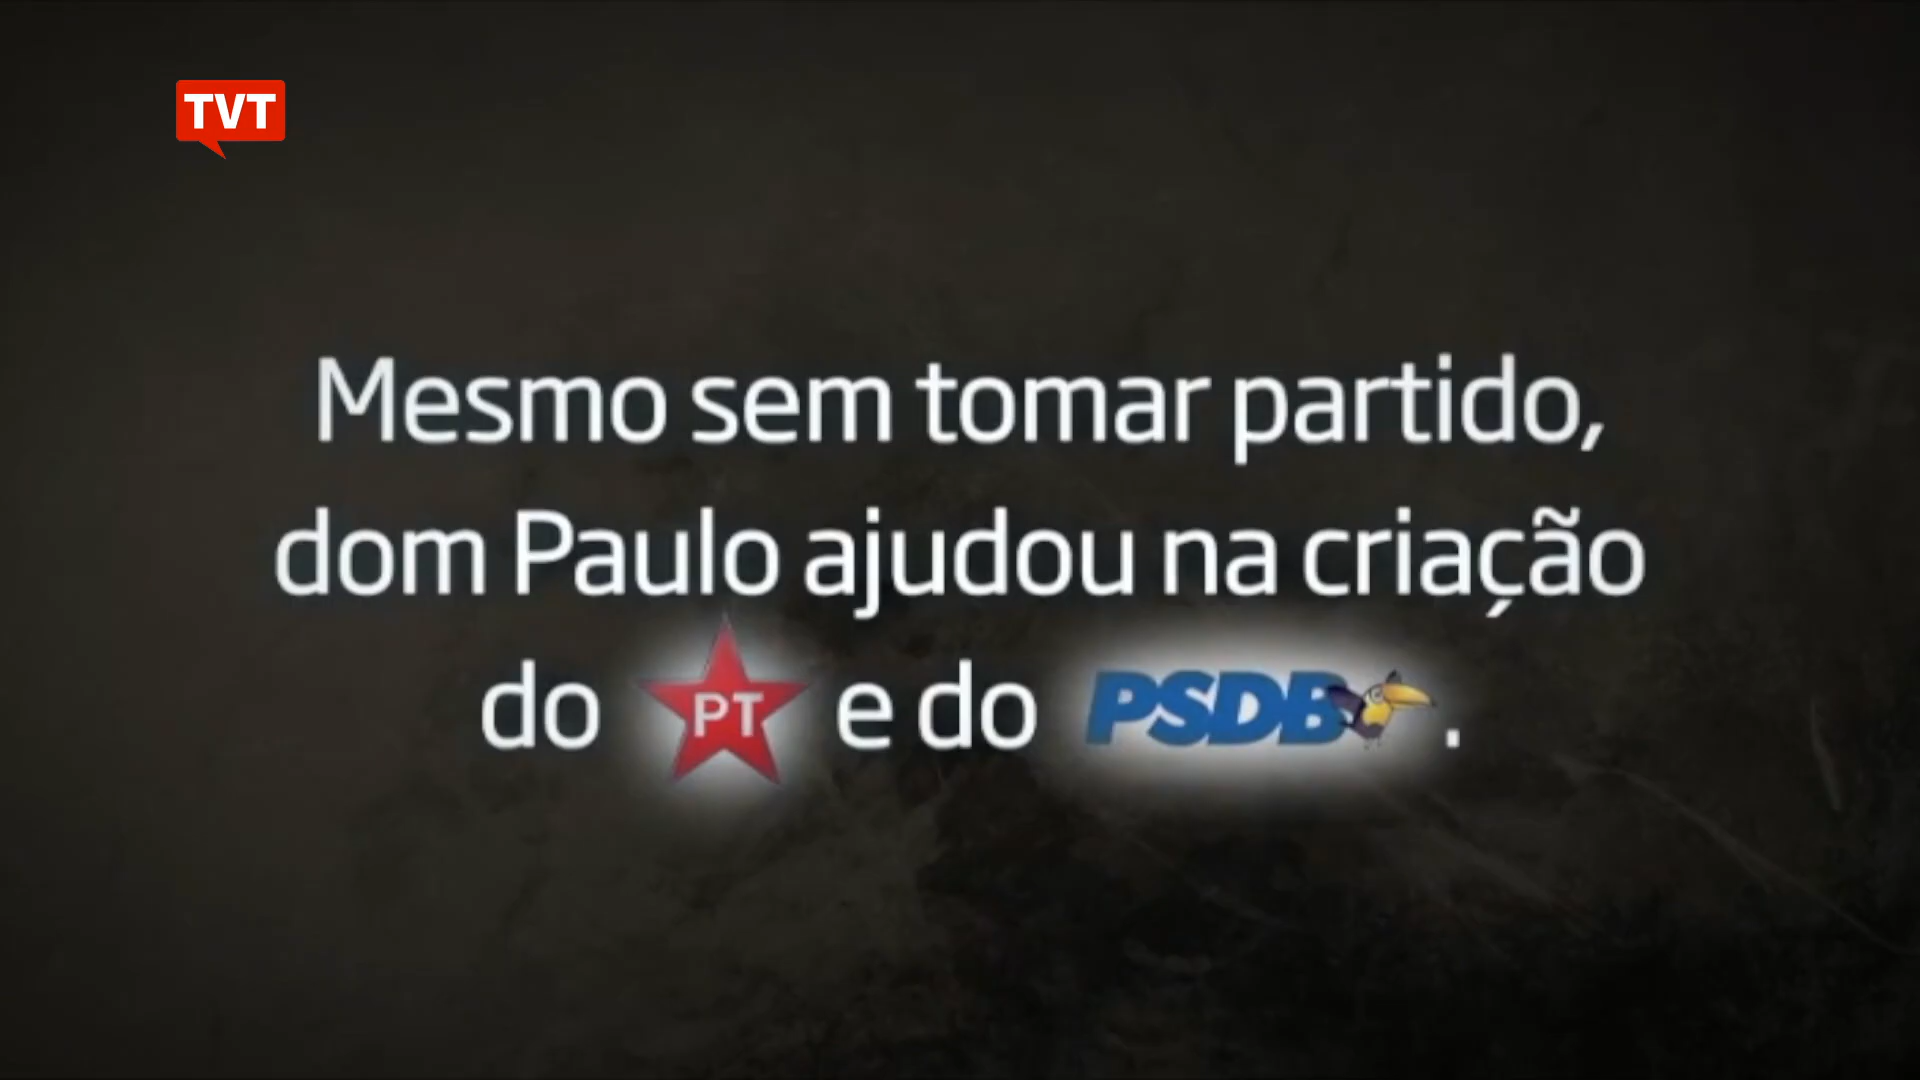 TVT
Mesmo sem tomar partido,
dom Paulo ajudou na criação
do PT e do PSDB .